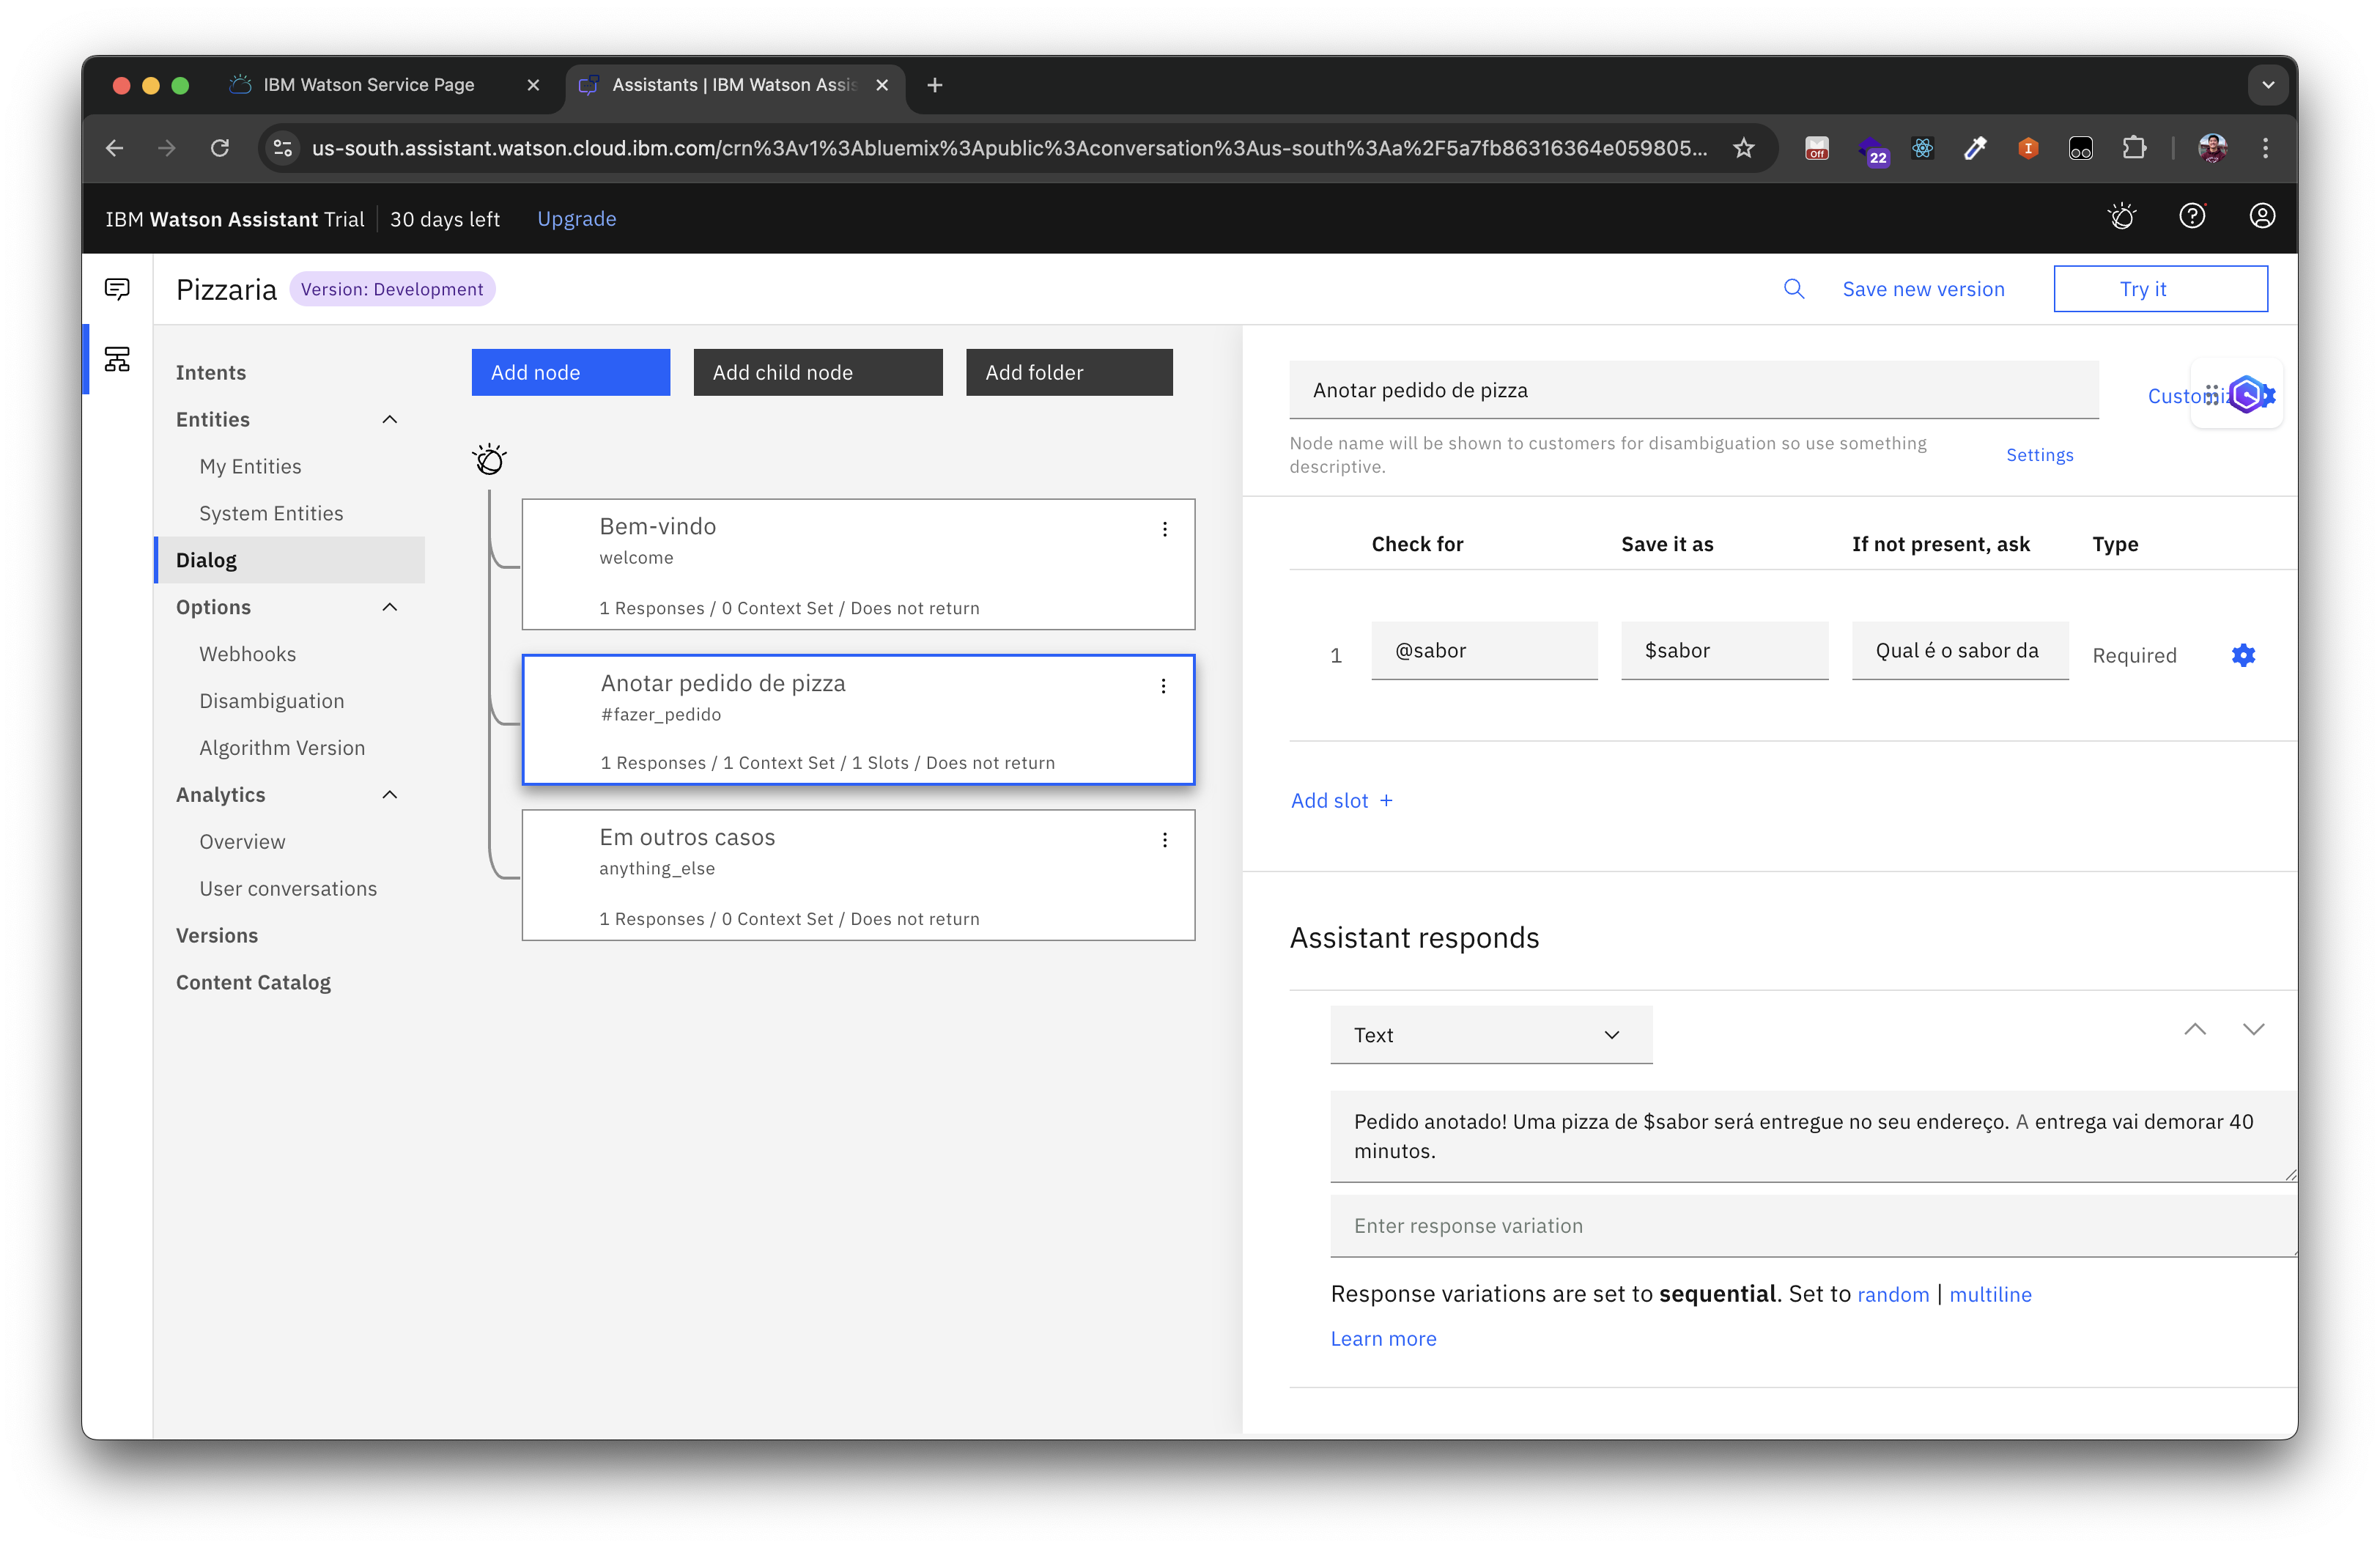 IBM Watson Service Page
Assistants | IBM Watson Assis
us-south.assistant.watson.cloud.ibm.com/crn%3Av1%3Abluemix%3Apublic%3Aconversation%3Aus-south%3Aa%2F5a7fb86316364e059805...
Off
22
IBM Watson Assistant Trial
30 days left
Upgrade
Pizzaria
Version: Development
Save new version
Try it
Intents
Entities
My Entities
System Entities
Dialog
Options
Webhooks
Disambiguation
Algorithm Version
Analytics
Overview
User conversations
Versions
Content Catalog
Add node
Add child node
Add folder
Bem-vindo
welcome
1 Responses / 0 Context Set / Does not return
Anotar pedido de pizza
#fazer_pedido
1 Responses / 1 Context Set / 1 Slots / Does not return
Em outros casos
anything_else
1 Responses / 0 Context Set / Does not return
Anotar pedido de pizza
Customiz
Node name will be shown to customers for disambiguation so use something
descriptive.
Settings
Check for
Save it as
If not present, ask
Type
1
@sabor
$sabor
Qual é o sabor da
Required
Add slot +
Assistant responds
Text
Pedido anotado! Uma pizza de $sabor será entregue no seu endereço. A entrega vai demorar 40
minutos.
Enter response variation
Response variations are set to sequential. Set to random | multiline
Learn more